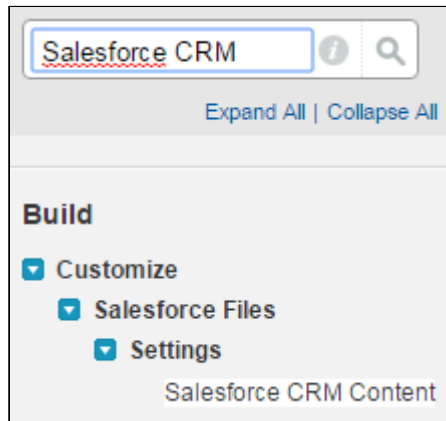 Salesforce CRM
Expand All | Collapse All
Build
Customize
Salesforce Files
Settings
Salesforce CRM Content